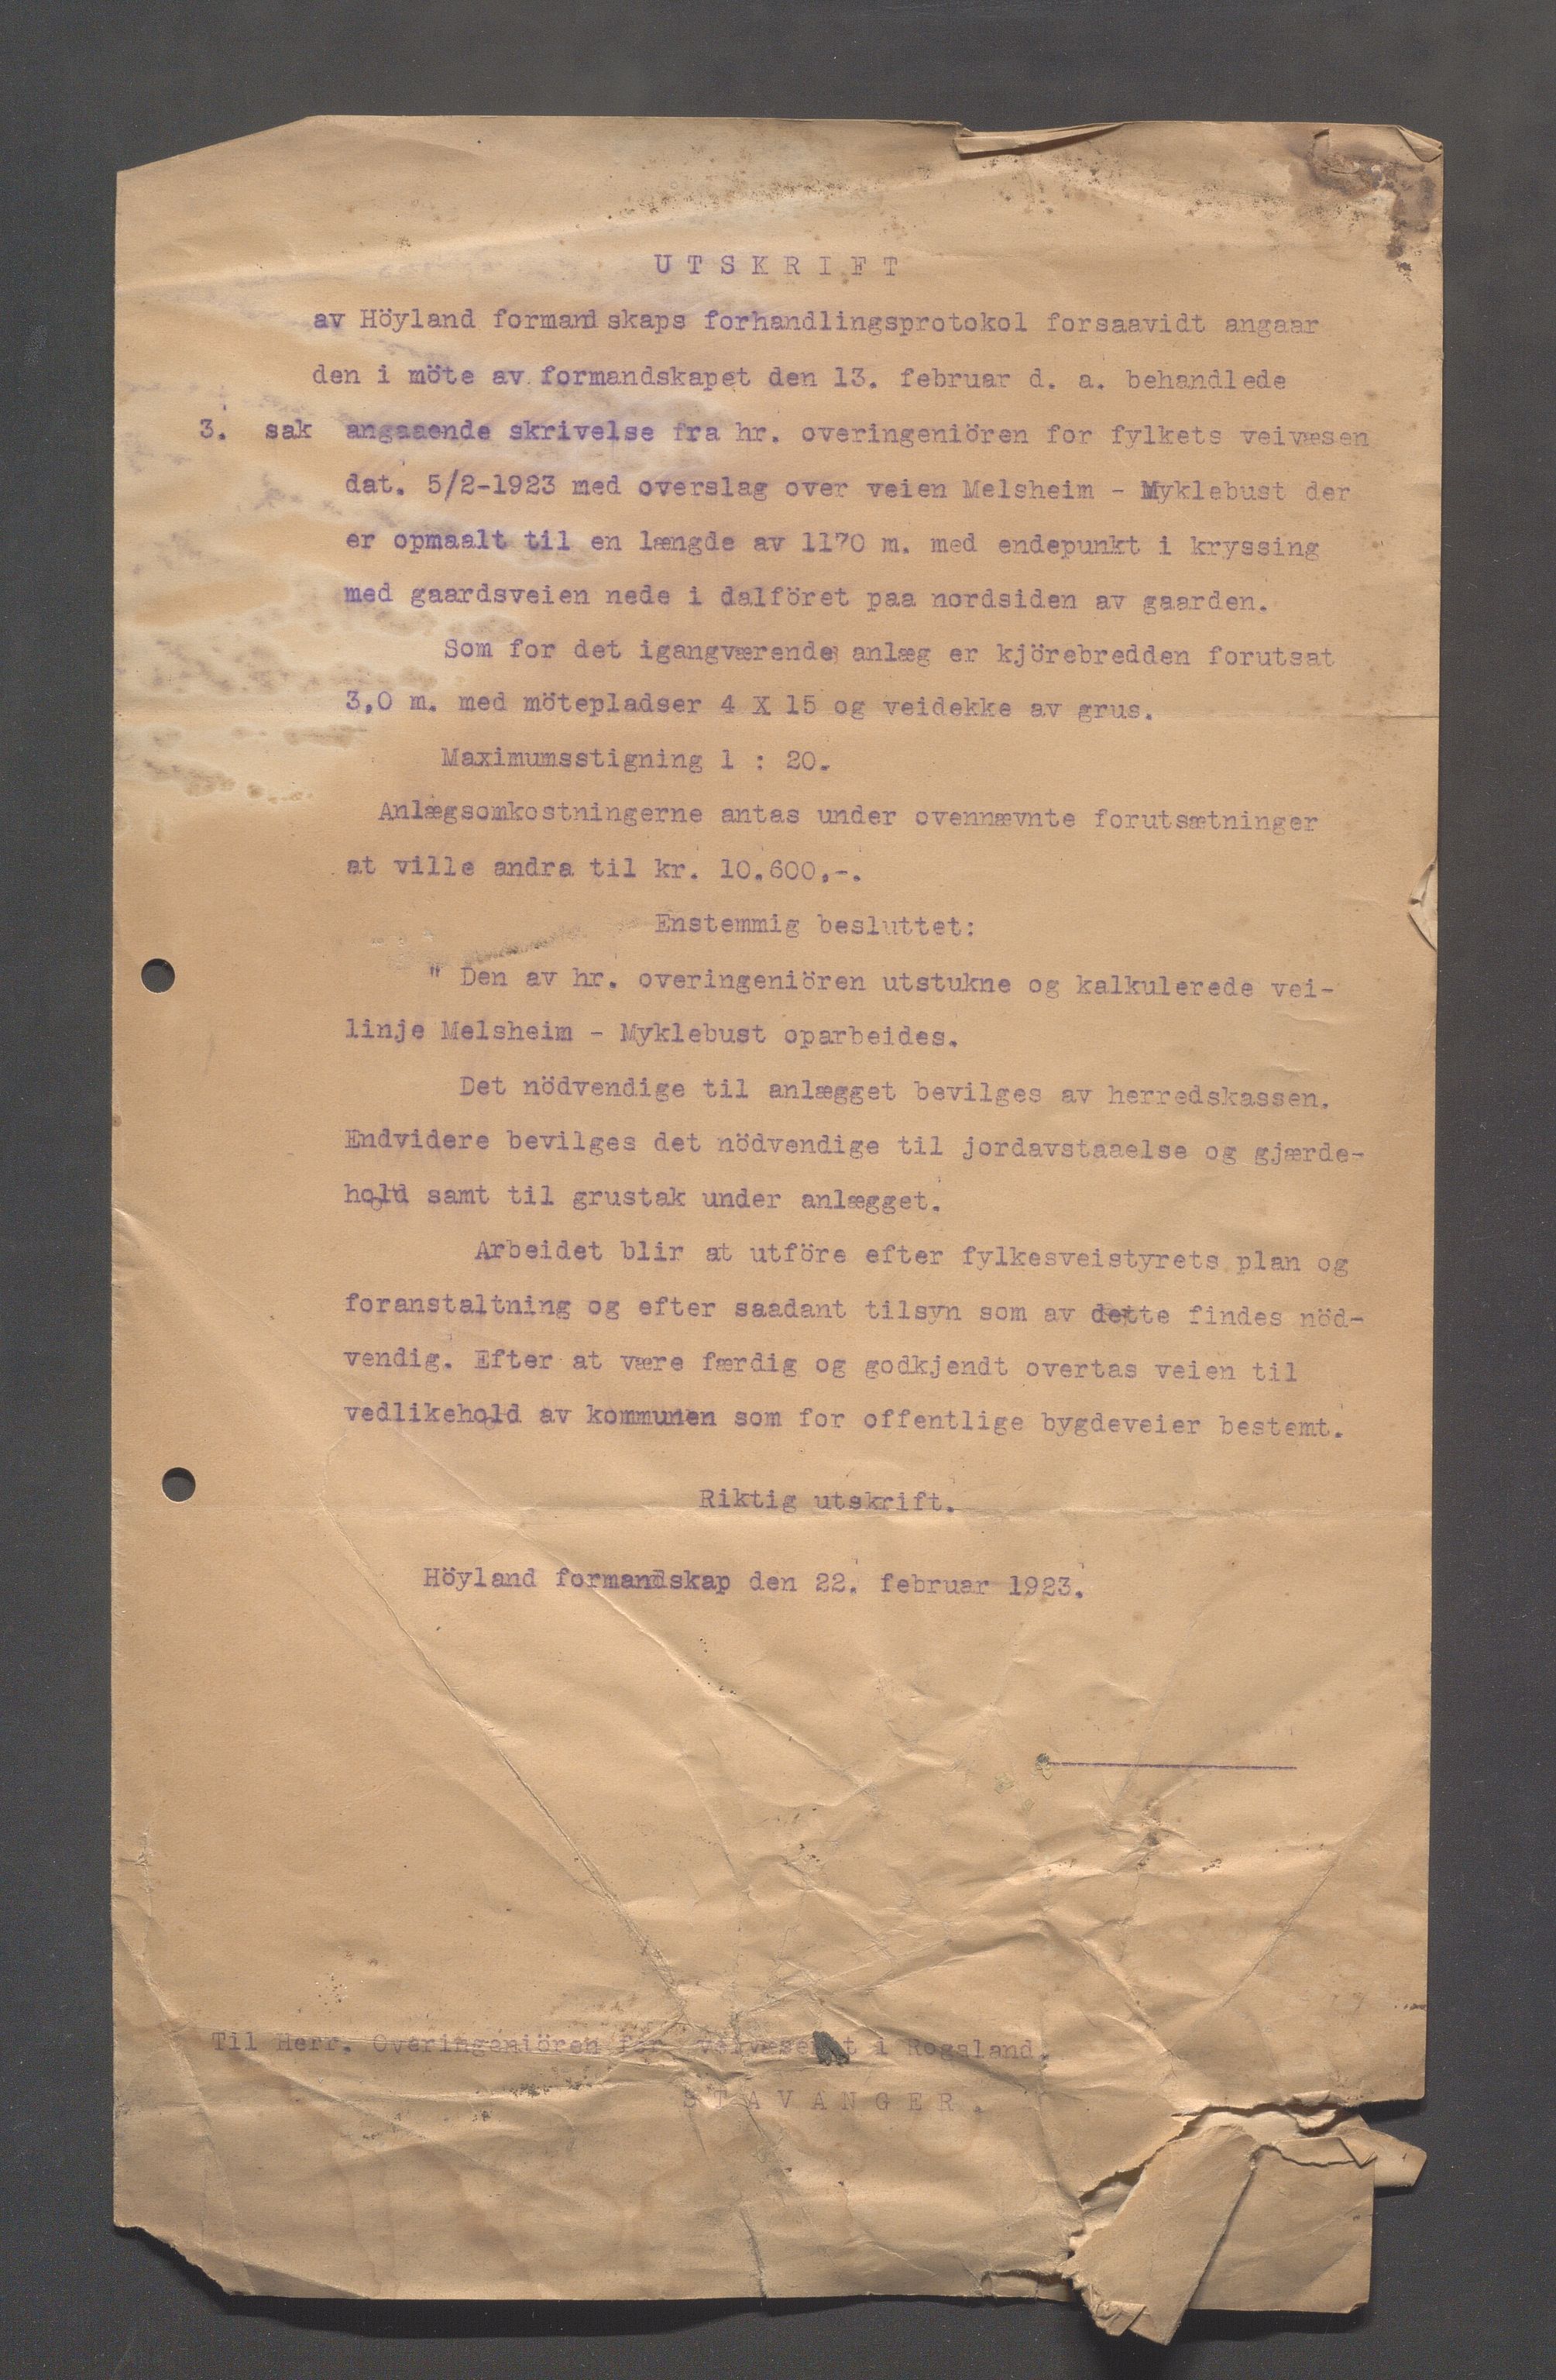 UTSKRIFT
av Höyland formandskaps forhandlingsprotokol forsaavidt angaar
den i möte av formandskapet den 13. februar d. a. behandlede
3. sak angaaende skrivelse fra hr. overingeniören for fylkets veivæsen
dat. 5/2-1923 med overslag over veien Melsheim - Myklebust der
er opmaalt til en længde av 1170 m. med endepunkt i kryssing
med gaardsveien nede i dalföret paa nordsiden av gaarden.
Som for det igangværende anlæg er kjörebredden forutsat
3,0 m. med mötepladser 4 X 15 og veidekke av grus.
Maximumsstigning 1 : 20.
Anlægsomkostningerne antas under ovennævnte forutsætninger
at ville andra til kr. 10.600,-.
Enstemmig besluttet:
" Den av hr. overingeniören utstukne og kalkulerede vei-
linje Melsheim - Myklebust oparbeides.
Det nödvendige til anlægget bevilges av herredskassen.
Endvidere bevilges det nödvendige til jordavstaaelse og gjærde-
hold samt til grustak under anlægget.
Arbeidet blir at utföre efter fylkesveistyrets plan og
foranstaltning og efter saadant tilsyn som av dette findes nöd-
vendig. Efter at være færdig og godkjendt overtas veien til
vedlikehold av kommunen som for offentlige bygdeveier bestemt.
Riktig utskrift.
Höyland formandskap den 22. februar 1923.
Til Herr. Overingeniören for veivæsenet i Rogaland.
STAVANGER.